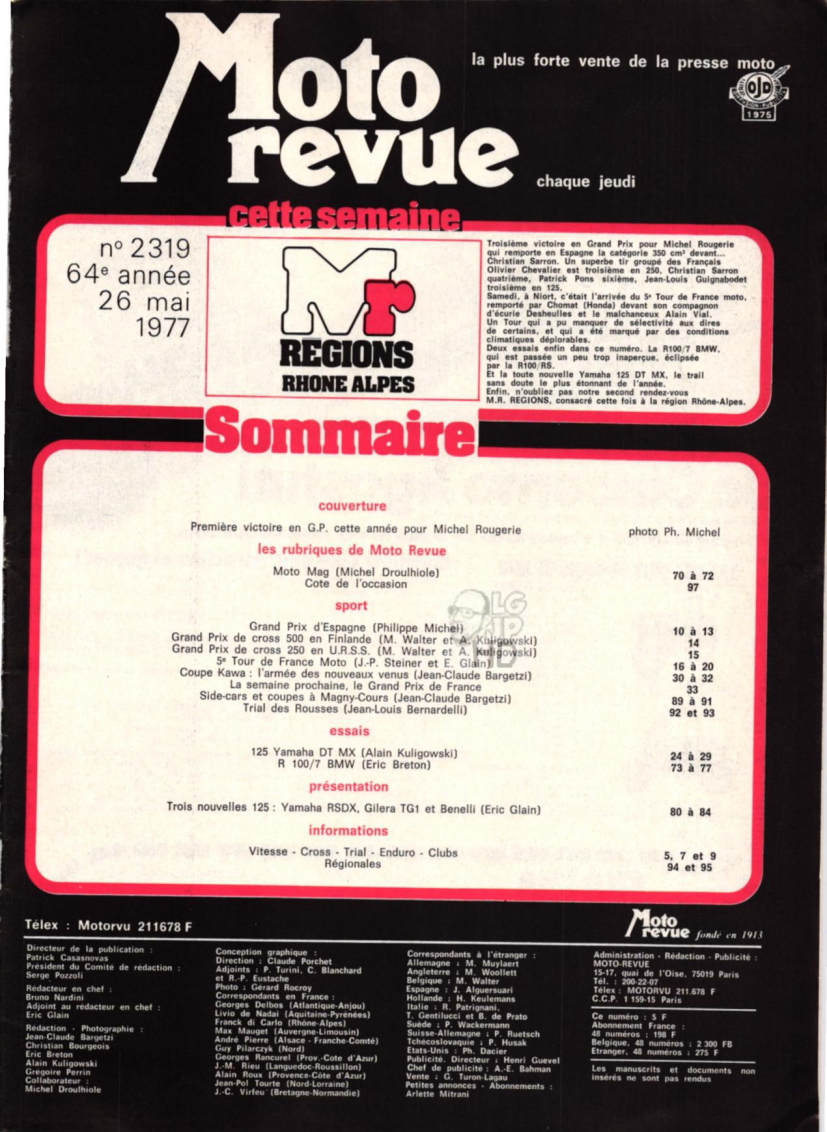 Moto revue
la plus forte vente de la presse moto
OJD
1975
chaque jeudi
cette semaine
nº 2319
64e année
26 mai
1977
M
RÉGIONS
RHONE ALPES
Troisième victoire en Grand Prix pour Michel Rougerie
qui remporte en Espagne la catégorie 350 cm³ devant...
Christian Sarron. Un superbe tir groupé des Français
Olivier Chevalier est troisième en 250, Christian Sarron
quatrième, Patrick Pons sixième, Jean-Louis Guignabodet
troisième en 125.
Samedi, à Niort, c'était l'arrivée du 5e Tour de France moto,
remporté par Chomat (Honda) devant son compagnon
d'écurie Desheulles et le malchanceux Alain Vial.
Un Tour qui a pu manquer de sélectivité aux dires
de certains, et qui a été marqué par des conditions
climatiques déplorables.
Deux essais enfin dans ce numéro. La R100/7 BMW,
qui est passée un peu trop inaperçue, éclipsée
par la R100/RS.
Et la toute nouvelle Yamaha 125 DT MX, le trail
sans doute le plus étonnant de l'année.
Enfin, n'oubliez pas notre second rendez-vous
M.R. REGIONS, consacré cette fois à la région Rhône-Alpes.
Sommaire
couverture
Première victoire en G.P. cette année pour Michel Rougerie photo Ph. Michel
les rubriques de Moto Revue
Moto Mag (Michel Droulhiole) 70 à 72
Cote de l'occasion 97
sport
Grand Prix d'Espagne (Philippe Michel) 10 à 13
Grand Prix de cross 500 en Finlande (M. Walter et A. Kuligowski) 14
Grand Prix de cross 250 en U.R.S.S. (M. Walter et A. Kuligowski) 15
5e Tour de France Moto (J.-P. Steiner et E. Glain) 16 à 20
Coupe Kawa : l'armée des nouveaux venus (Jean-Claude Bargetzi) 30 à 32
La semaine prochaine, le Grand Prix de France 33
Side-cars et coupes à Magny-Cours (Jean-Claude Bargetzi) 89 à 91
Trial des Rousses (Jean-Louis Bernardelli) 92 et 93
essais
125 Yamaha DT MX (Alain Kuligowski) 24 à 29
R 100/7 BMW (Eric Breton) 73 à 77
présentation
Trois nouvelles 125 : Yamaha RSDX, Gilera TG1 et Benelli (Eric Glain) 80 à 84
informations
Vitesse - Cross - Trial - Enduro - Clubs 5, 7 et 9
Régionales 94 et 95
Télex : Motorvu 211678 F
Moto revue fondé en 1913
Directeur de la publication :
Patrick Casasnovas
Président du Comité de rédaction :
Serge Pozzoli
Rédacteur en chef :
Bruno Nardini
Adjoint au rédacteur en chef :
Eric Glain
Rédaction - Photographie :
Jean-Claude Bargetzi
Christian Bourgeois
Eric Breton
Alain Kuligowski
Grégoire Perrin
Collaborateur :
Michel Droulhiole
Conception graphique :
Direction : Claude Porchet
Adjoints : P. Turini, C. Blanchard
et R.-P. Eustache
Photo : Gérard Rocroy
Correspondants en France :
Georges Delbos (Atlantique-Anjou)
Livio de Nadai (Aquitaine-Pyrénées)
Franck di Carlo (Rhône-Alpes)
Max Mauget (Auvergne-Limousin)
André Pierre (Alsace - Franche-Comté)
Guy Pilarczyk (Nord)
Georges Rancurel (Prov.-Cote d'Azur)
J.-M. Rieu (Languedoc-Roussillon)
Alain Roux (Provence-Côte d'Azur)
Jean-Pol Tourte (Nord-Lorraine)
J.-C. Virfeu (Bretagne-Normandie)
Correspondants à l'étranger :
Allemagne : M. Muylaert
Angleterre : M. Woollett
Belgique : M. Walter
Espagne : J. Alguersuari
Hollande : H. Keulemans
Italie : R. Patrignani,
T. Gentilucci et B. de Prato
Suède : P. Wackermann
Suisse-Allemagne : P. Ruetsch
Tchécoslovaquie : P. Husak
Etats-Unis : Ph. Dacier
Publicité. Directeur : Henri Guevel
Chef de publicité : A.-E. Bahman
Vente : G. Turon-Lagau
Petites annonces - Abonnements :
Arlette Mitrani
Administration - Rédaction - Publicité :
MOTO-REVUE
15-17, quai de l'Oise, 75019 Paris
Tél. : 200-22-07
Télex : MOTORVU 211.678 F
C.C.P. 1 159-15 Paris
Ce numéro : 5 F
Abonnement France :
48 numéros : 198 F
Belgique, 48 numéros : 2 300 FB
Etranger, 48 numéros : 275 F
Les manuscrits et documents non
insérés ne sont pas rendus